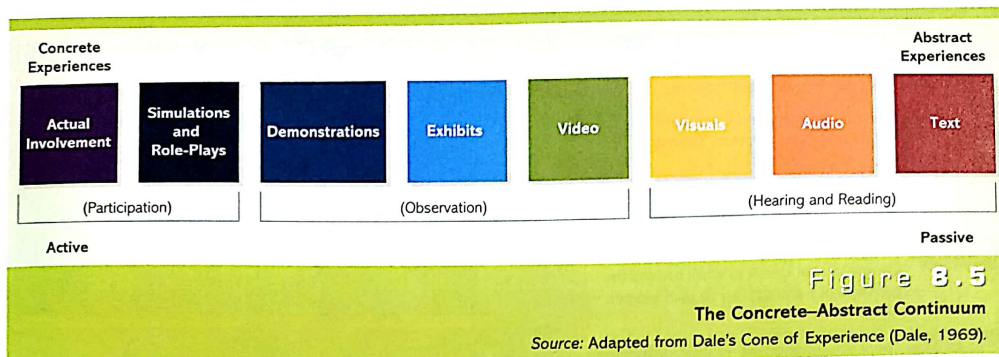 Concrete
Experiences
Abstract
Experiences
Actual
Involvement
Simulations
and
Role-Plays
Demonstrations
Exhibits
Video
Visuals
Audio
Text
(Participation)
(Observation)
(Hearing and Reading)
Active
Passive
Figure 8.5
The Concrete–Abstract Continuum
Source: Adapted from Dale's Cone of Experience (Dale, 1969).